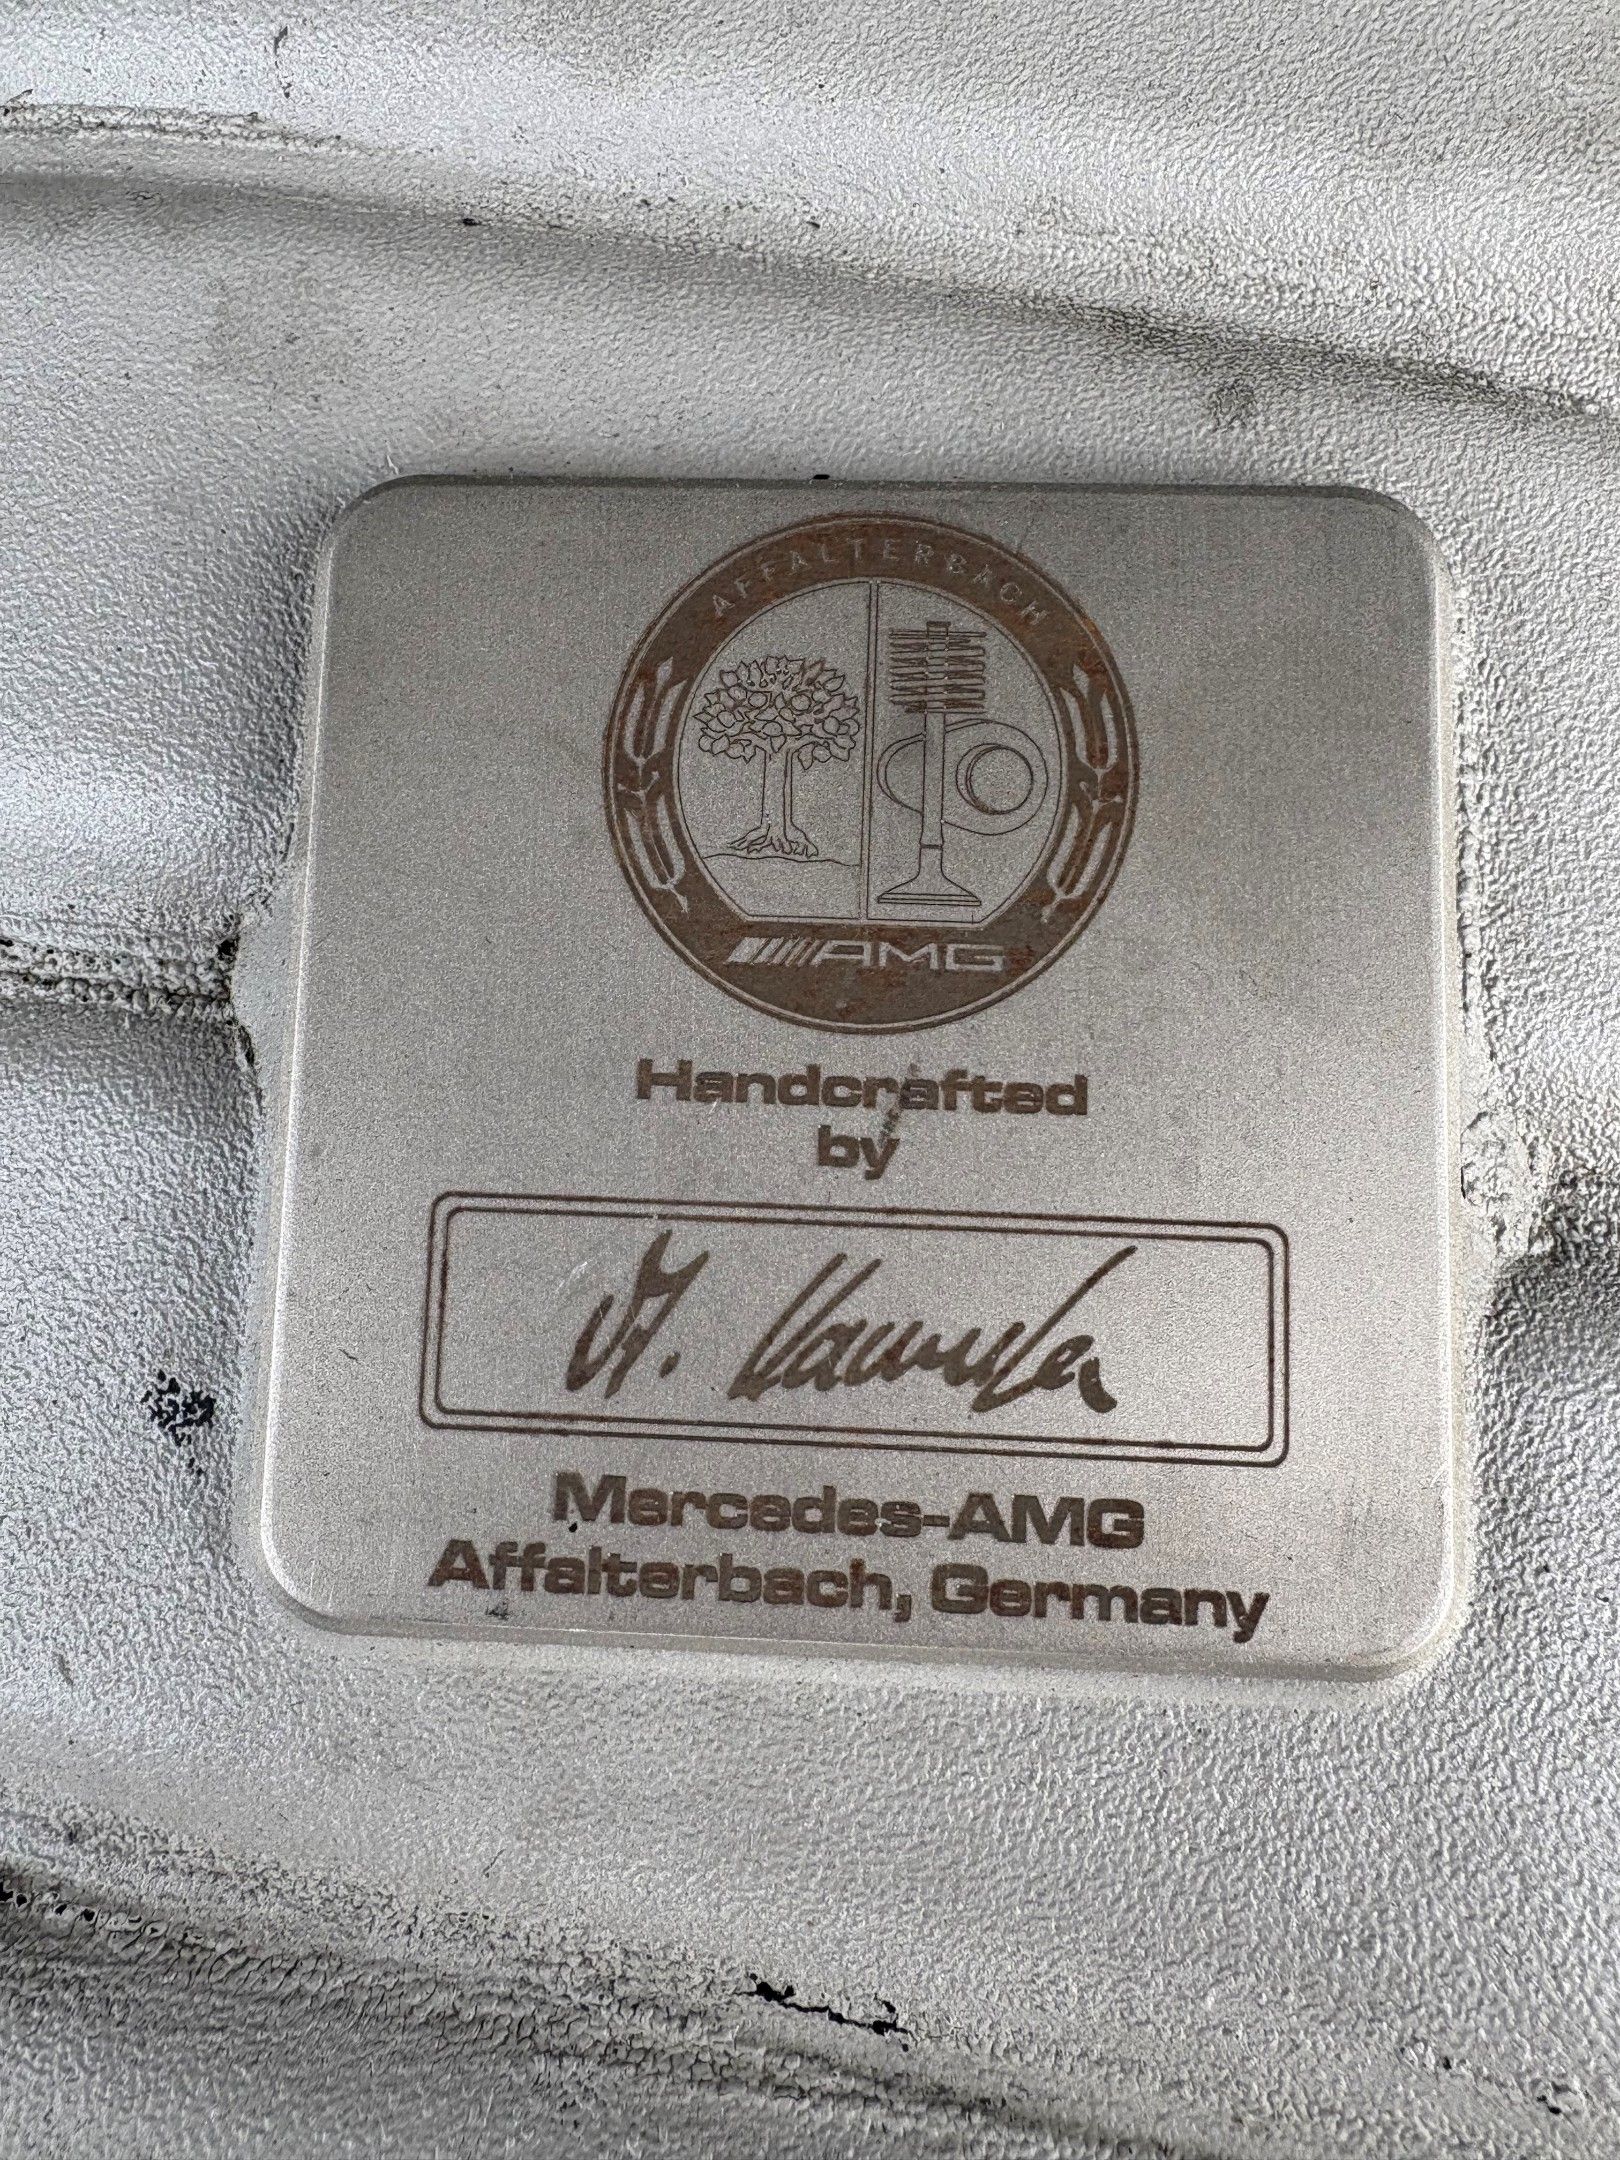 AFFALTERBACH
AMG
Handcrafted
by
Mercedes-AMG
Affalterbach, Germany